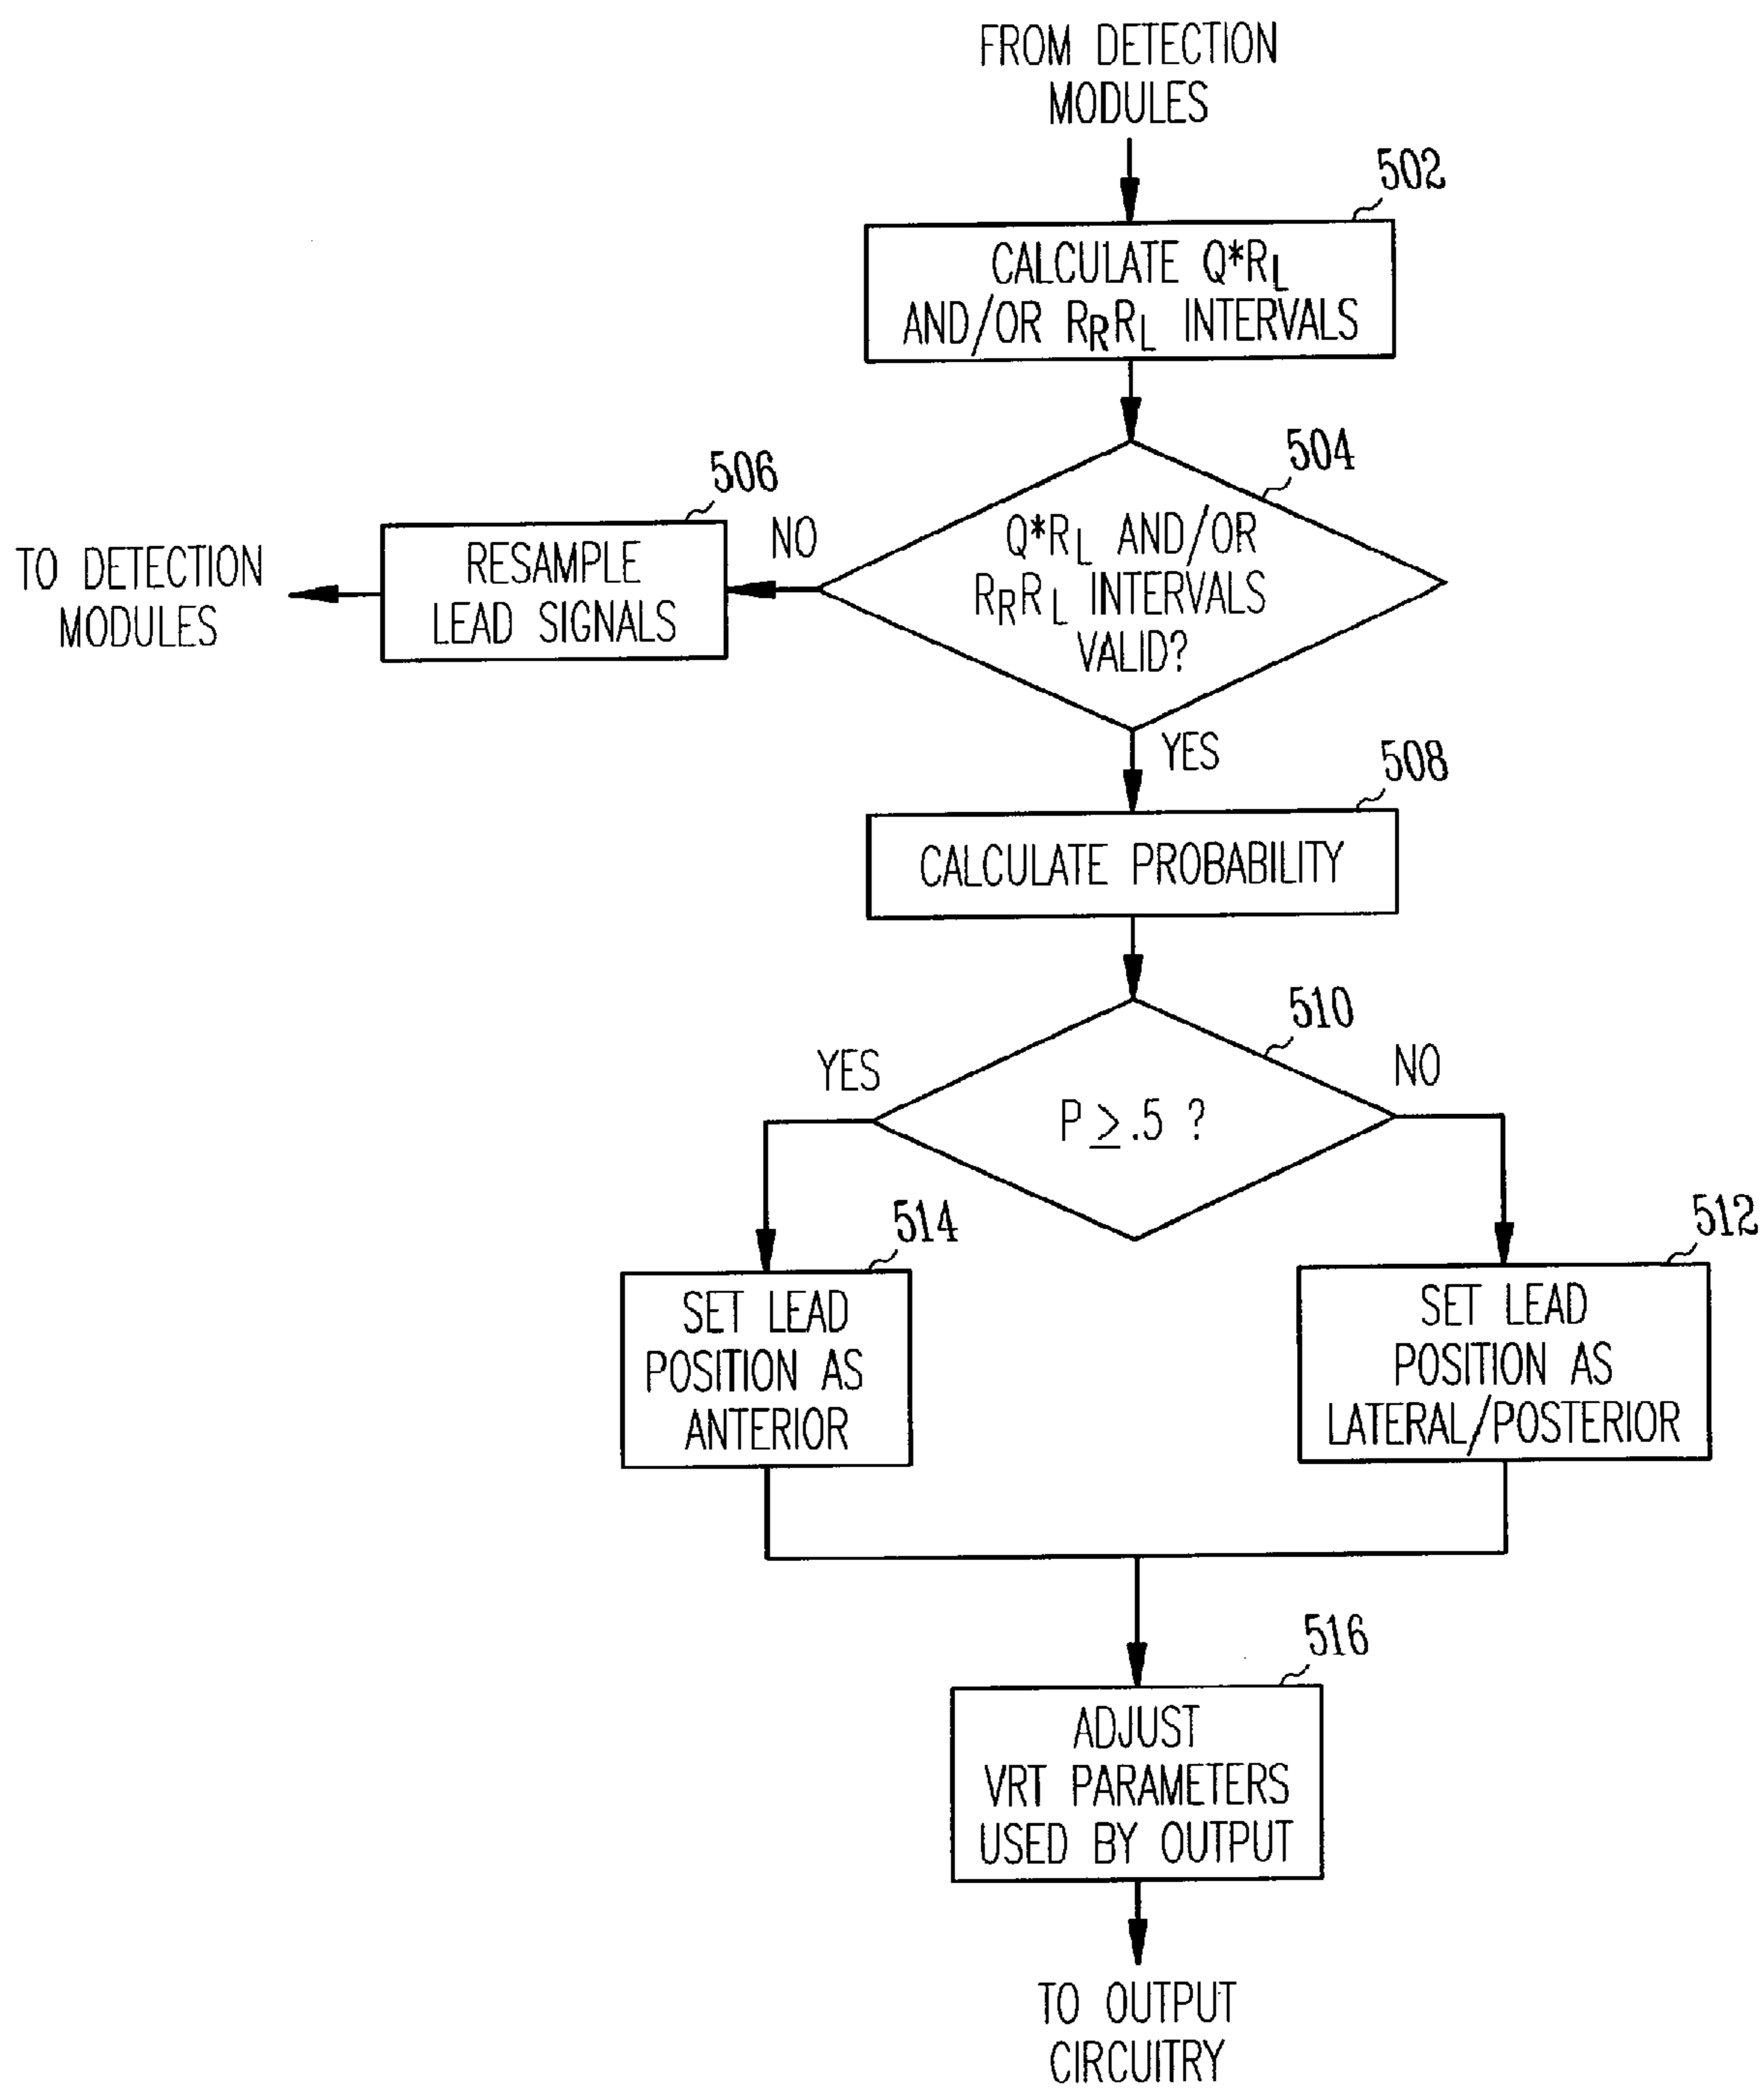 FROM DETECTION
MODULES
502
CALCULATE Q*RL
AND/OR RRRL INTERVALS
504
Q*RL AND/OR
RRRL INTERVALS
VALID?
NO
506
RESAMPLE
LEAD SIGNALS
TO DETECTION
MODULES
YES
508
CALCULATE PROBABILITY
510
P ≥ .5 ?
YES
NO
514
SET LEAD
POSITION AS
ANTERIOR
512
SET LEAD
POSITION AS
LATERAL/POSTERIOR
516
ADJUST
VRT PARAMETERS
USED BY OUTPUT
TO OUTPUT
CIRCUITRY